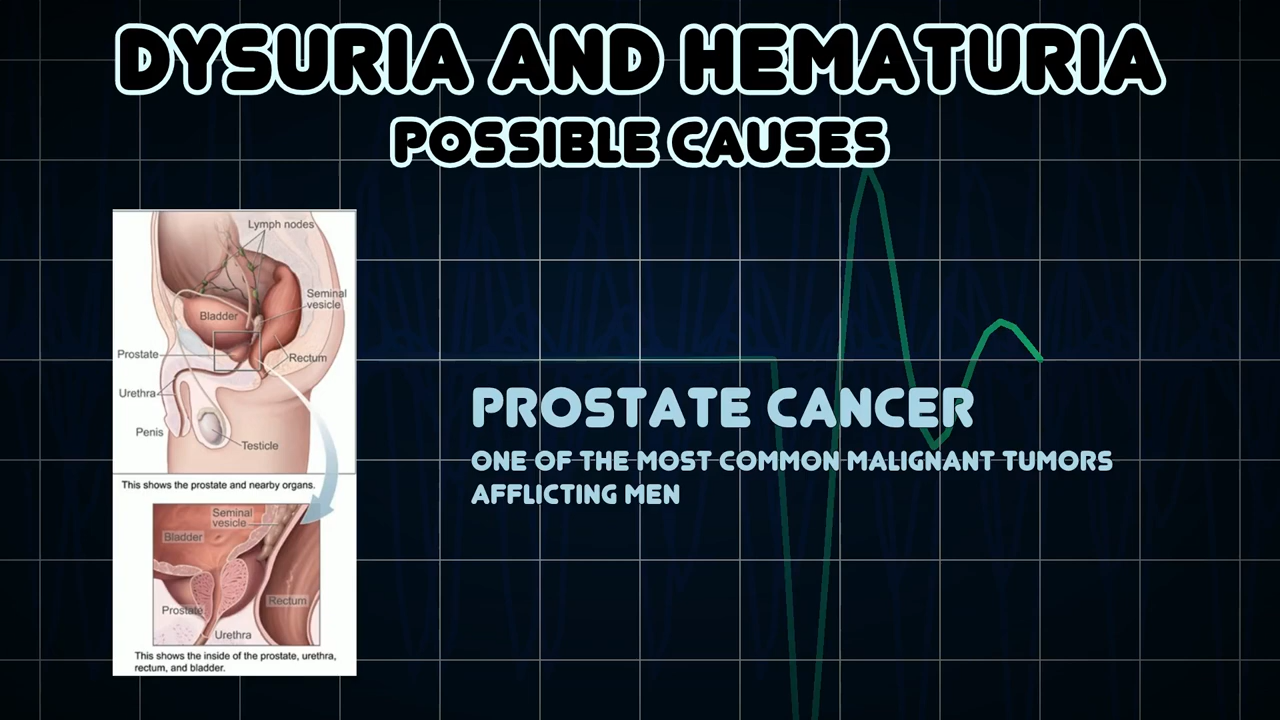 DYSURIA AND HEMATURIA
POSSIBLE CAUSES
Lymph nodes
Seminal
vesicle
Bladder
Prostate
Rectum
Urethra
Penis
Testicle
This shows the prostate and nearby organs.
Seminal
vesicle
Bladder
Prostate
Rectum
Urethra
This shows the inside of the prostate, urethra,
rectum, and bladder.
PROSTATE CANCER
ONE OF THE MOST COMMON MALIGNANT TUMORS
AFFLICTING MEN